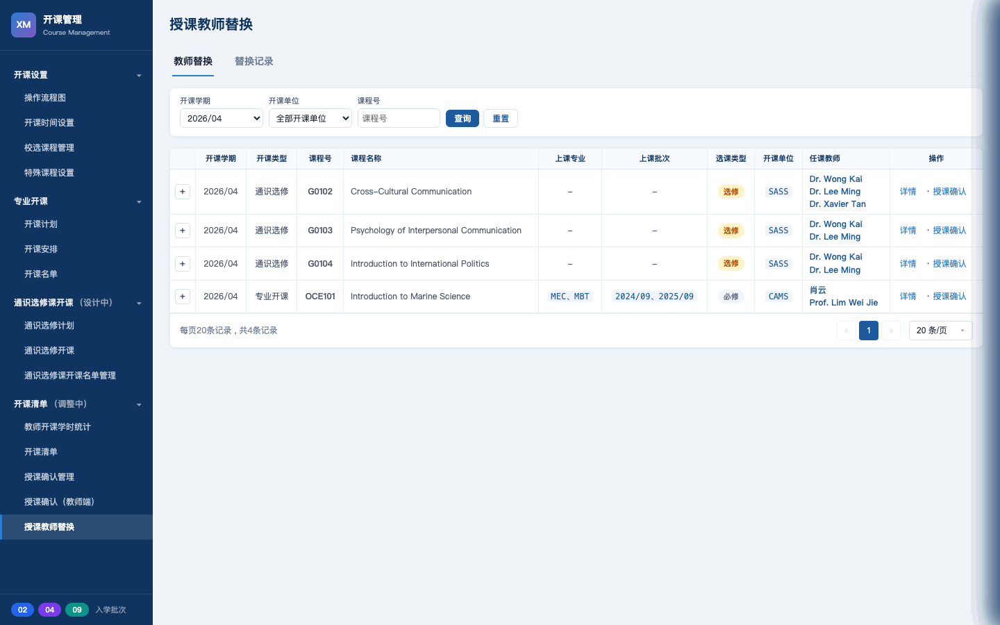 XM
开课管理
Course Management
开课设置
操作流程图
开课时间设置
校选课程管理
特殊课程设置
专业开课
开课计划
开课安排
开课名单
通识选修课开课（设计中）
通识选修计划
通识选修开课
通识选修课开课名单管理
开课清单（调整中）
教师开课学时统计
开课清单
授课确认管理
授课确认（教师端）
授课教师替换
02 04 09 入学批次
授课教师替换
教师替换 替换记录
开课学期 开课单位 课程号
2026/04 全部开课单位 课程号 查询 重置
开课学期 开课类型 课程号 课程名称 上课专业 上课批次 选课类型 开课单位 任课教师 操作
+ 2026/04 通识选修 G0102 Cross-Cultural Communication – – 选修 SASS Dr. Wong Kai
Dr. Lee Ming
Dr. Xavier Tan
详情 · 授课确认
+ 2026/04 通识选修 G0103 Psychology of Interpersonal Communication – – 选修 SASS Dr. Wong Kai
Dr. Lee Ming
详情 · 授课确认
+ 2026/04 通识选修 G0104 Introduction to International Politics – – 选修 SASS Dr. Wong Kai
Dr. Lee Ming
详情 · 授课确认
+ 2026/04 专业开课 OCE101 Introduction to Marine Science MEC、MBT 2024/09、2025/09 必修 CAMS 肖云
Prof. Lim Wei Jie
详情 · 授课确认
每页20条记录，共4条记录
« 1 » 20 条/页